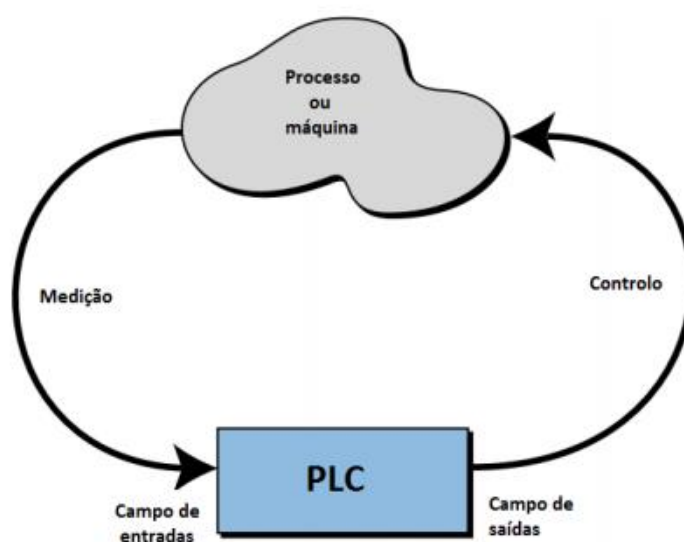 Processo
ou
máquina
Medição
Controlo
PLC
Campo de
entradas
Campo de
saídas